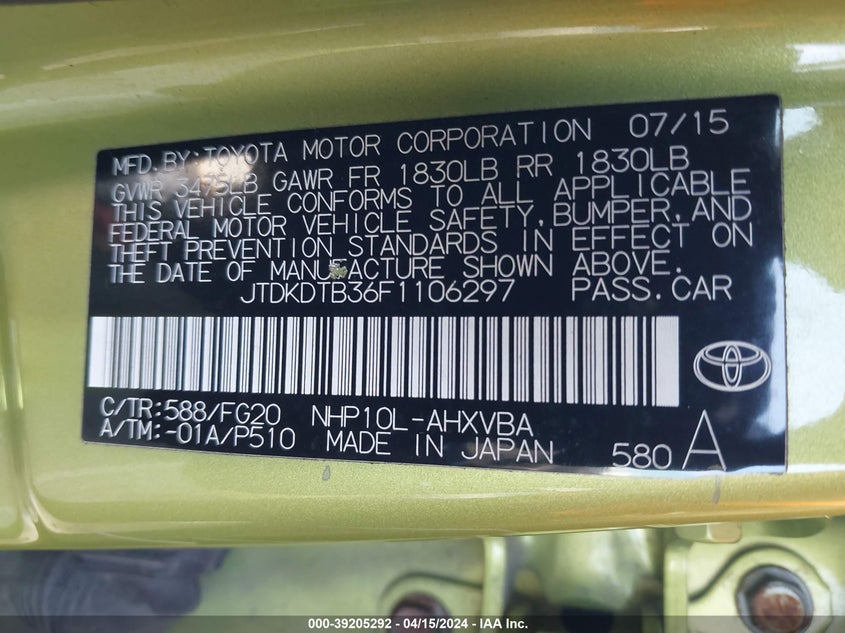 MFD.BY:TOYOTA MOTOR CORPORATION 07/15
GVWR 3475LB GAWR FR 1830LB RR 1830LB
THIS VEHICLE CONFORMS TO ALL APPLICABLE
FEDERAL MOTOR VEHICLE SAFETY, BUMPER, AND
THEFT PREVENTION STANDARDS IN EFFECT ON
THE DATE OF MANUFACTURE SHOWN ABOVE.
JTDKDTB36F1106297 PASS.CAR
C/TR:588/FG20 NHP10L-AHXVBA
A/TM:-01A/P510 MADE IN JAPAN 580 A
000-39205292 - 04/15/2024 - IAA Inc.